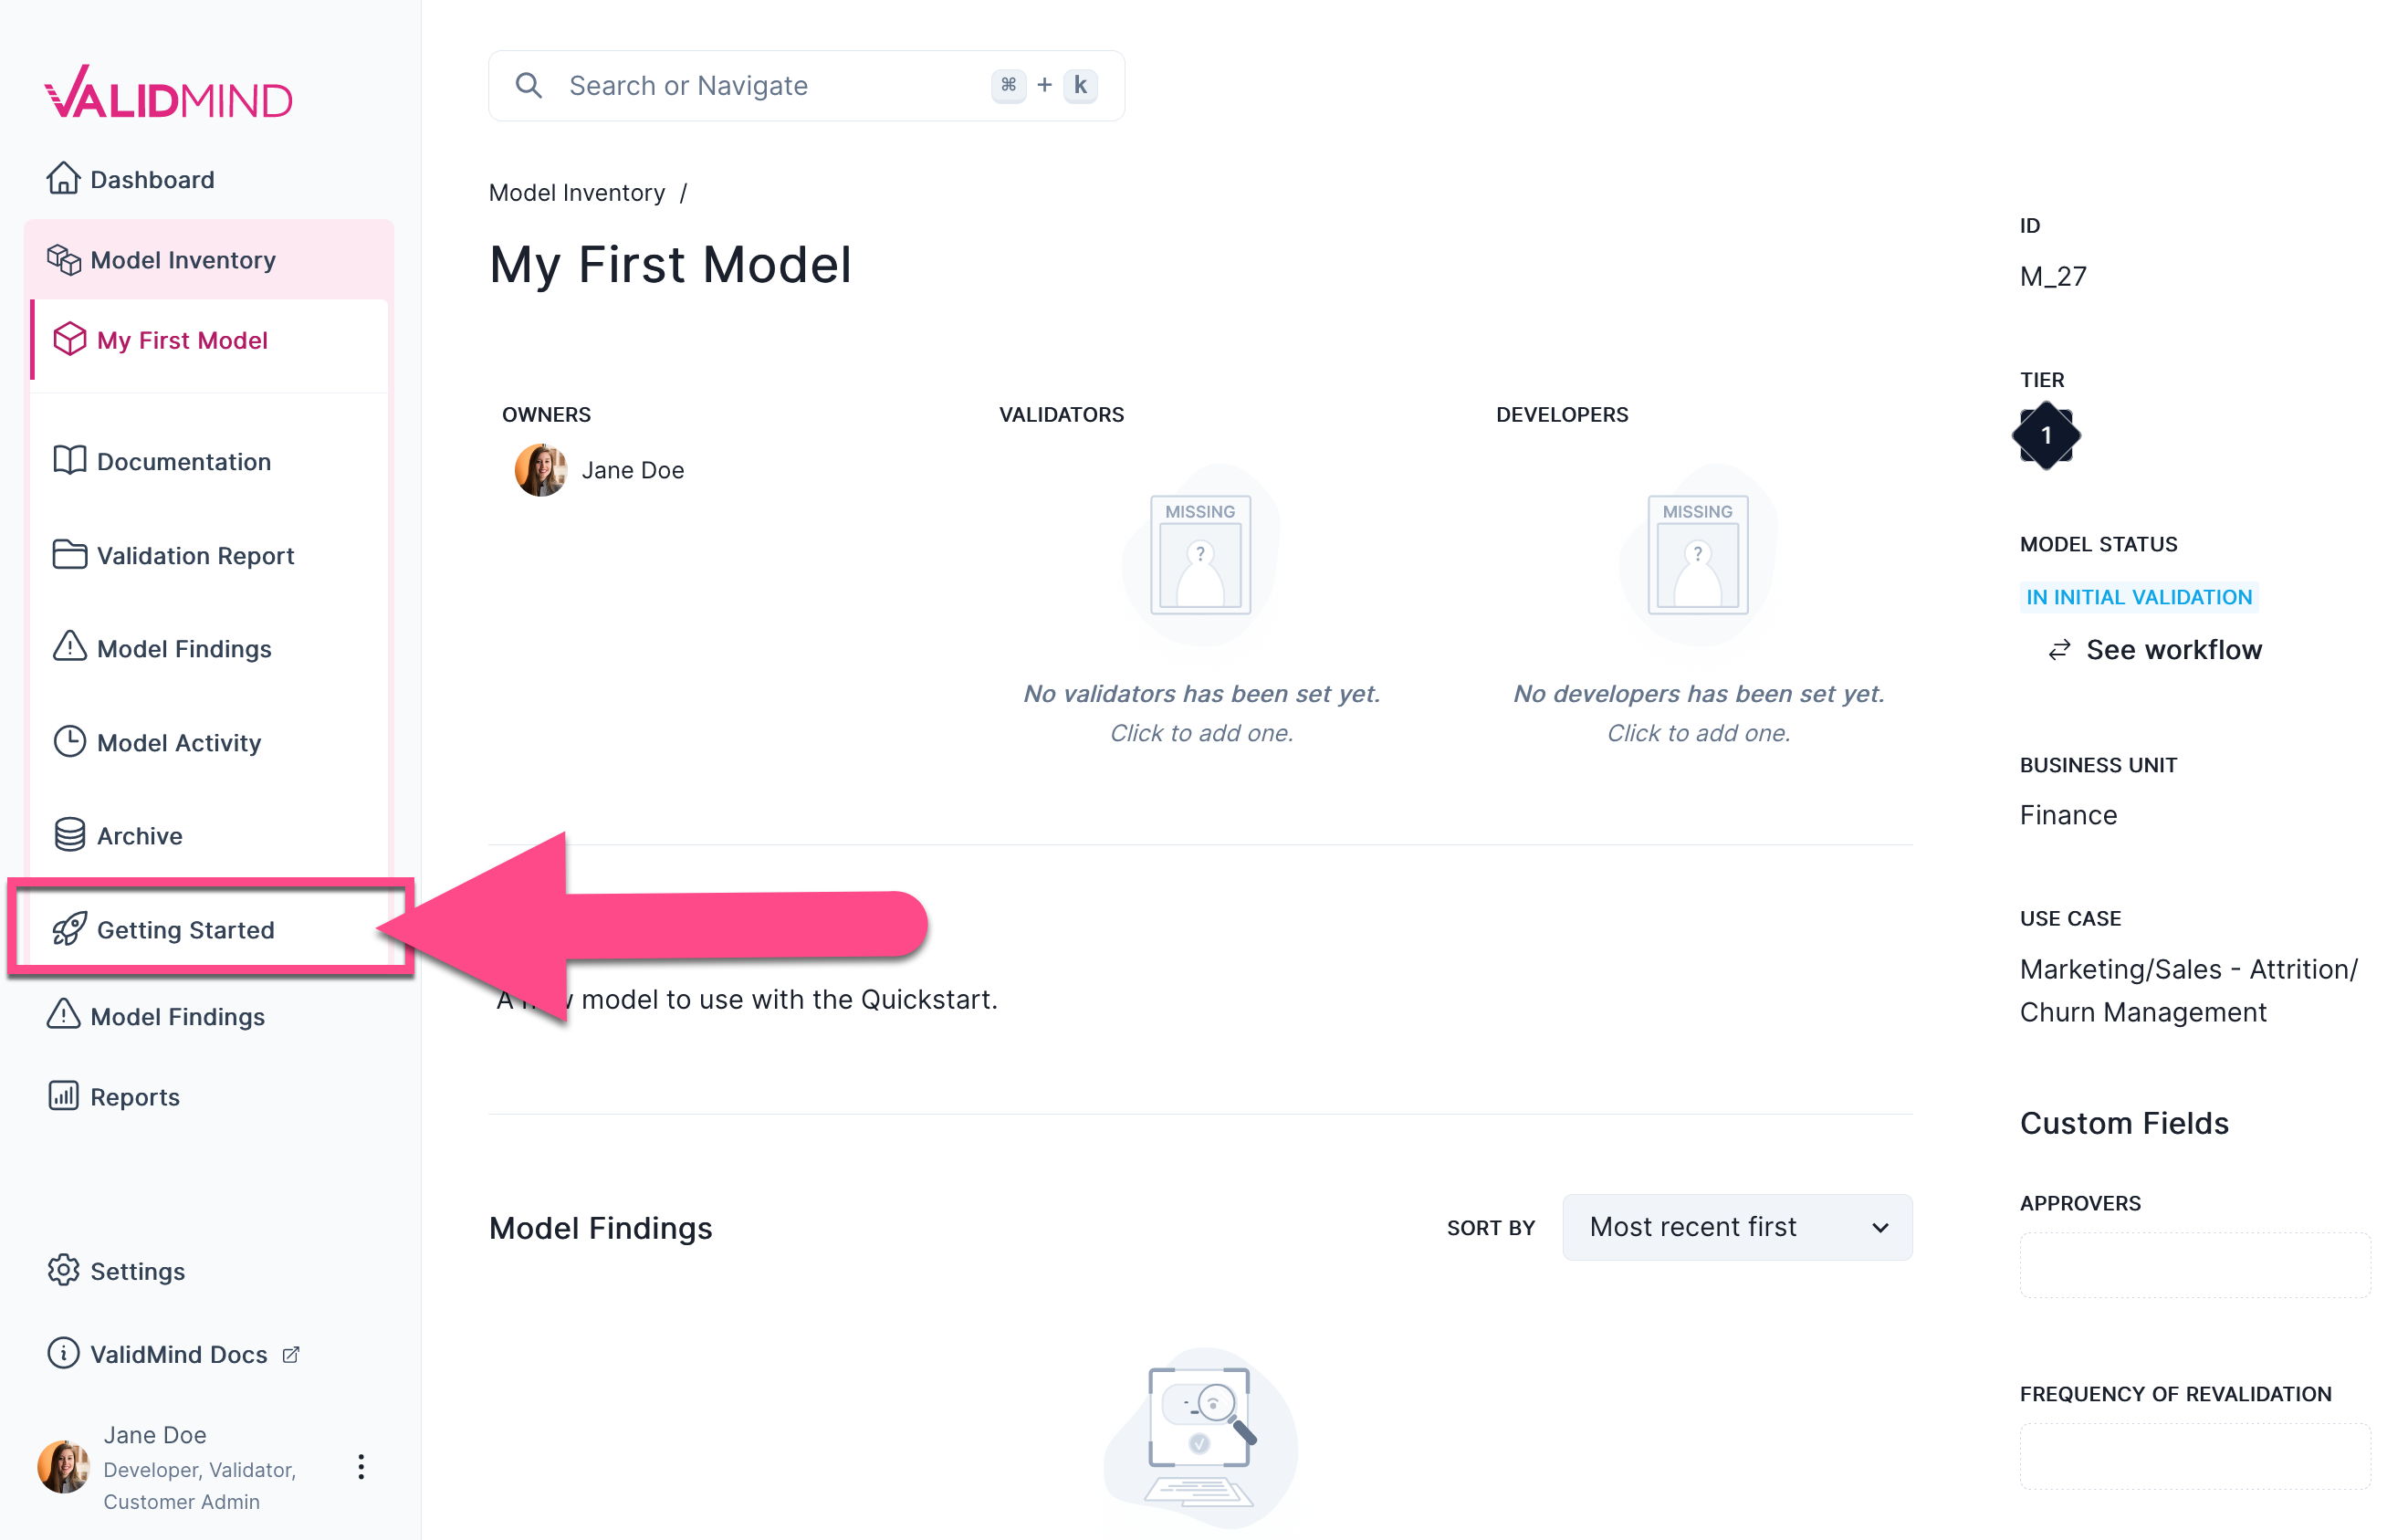 VALIDMIND
Dashboard
Model Inventory
My First Model
Documentation
Validation Report
Model Findings
Model Activity
Archive
Getting Started
Model Findings
Reports
Settings
ValidMind Docs
Jane Doe
Developer, Validator,
Customer Admin
Search or Navigate ⌘ + k
Model Inventory /
My First Model
OWNERS
Jane Doe
VALIDATORS
MISSING
?
No validators has been set yet.
Click to add one.
DEVELOPERS
MISSING
?
No developers has been set yet.
Click to add one.
A model to use with the Quickstart.
Model Findings
SORT BY Most recent first
ID
M_27
TIER
1
MODEL STATUS
IN INITIAL VALIDATION
See workflow
BUSINESS UNIT
Finance
USE CASE
Marketing/Sales - Attrition/
Churn Management
Custom Fields
APPROVERS
FREQUENCY OF REVALIDATION